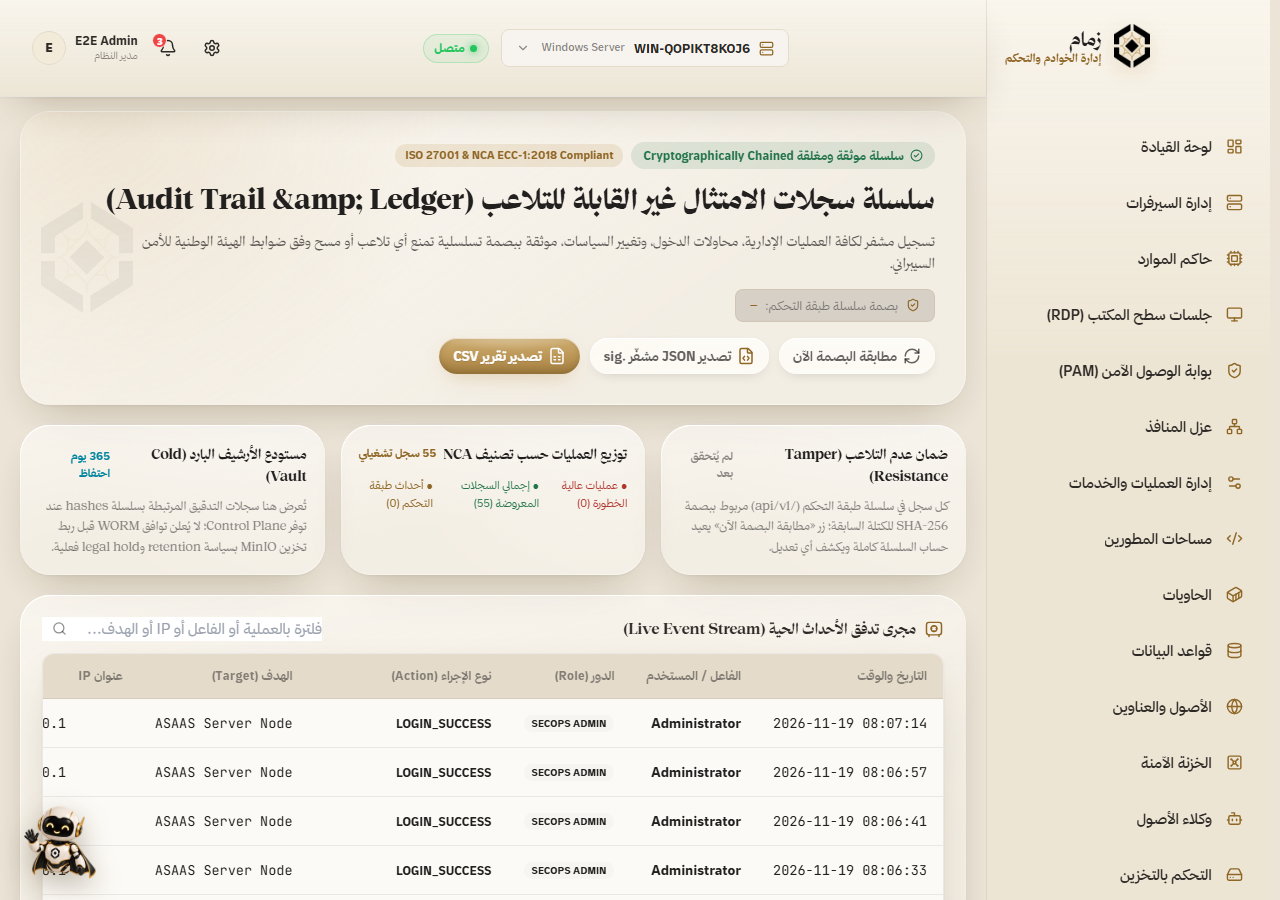 زمام
إدارة الخوادم والتحكم
WIN-QOPIKT8KOJ6 Windows Server
متصل
3
E2E Admin
مدير النظام
E
لوحة القيادة
إدارة السيرفرات
حاكم الموارد
جلسات سطح المكتب (RDP)
بوابة الوصول الآمن (PAM)
عزل المنافذ
إدارة العمليات والخدمات
مساحات المطورين
الحاويات
قواعد البيانات
الأصول والعناوين
الخزنة الآمنة
وكلاء الأصول
التحكم بالتخزين
سلسلة موثقة ومغلقة Cryptographically Chained
ISO 27001 & NCA ECC-1:2018 Compliant
سلسلة سجلات الامتثال غير القابلة للتلاعب (Audit Trail &amp; Ledger)
تسجيل مشفر لكافة العمليات الإدارية، محاولات الدخول، وتغيير السياسات، موثقة ببصمة تسلسلية تمنع أي تلاعب أو مسح وفق ضوابط الهيئة الوطنية للأمن
السيبراني.
بصمة سلسلة طبقة التحكم: —
مطابقة البصمة الآن
تصدير JSON مشفّر .sig
تصدير تقرير CSV
ضمان عدم التلاعب (Tamper
Resistance)
لم يُتحقق
بعد
كل سجل في سلسلة طبقة التحكم (/api/v1/) مربوط ببصمة
SHA-256 للكتلة السابقة؛ زر «مطابقة البصمة الآن» يعيد
حساب السلسلة كاملة ويكشف أي تعديل.
توزيع العمليات حسب تصنيف NCA
55 سجل تشغيلي
● عمليات عالية
الخطورة (0)
● إجمالي السجلات
المعروضة (55)
● أحداث طبقة
التحكم (0)
مستودع الأرشيف البارد (Cold
Vault)
365 يوم
احتفاظ
تُعرض هنا سجلات التدقيق المرتبطة بسلسلة hashes عند
توفر Control Plane؛ لا يُعلن توافق WORM قبل ربط
تخزين MinIO بسياسة retention وlegal hold فعلية.
مجرى تدفق الأحداث الحية (Live Event Stream)
فلترة بالعملية أو الفاعل أو IP أو الهدف...
التاريخ والوقت الفاعل / المستخدم الدور (Role) نوع الإجراء (Action) الهدف (Target) عنوان IP
2026-11-19 08:07:14 Administrator SECOPS ADMIN LOGIN_SUCCESS ASAAS Server Node 0.1
2026-11-19 08:06:57 Administrator SECOPS ADMIN LOGIN_SUCCESS ASAAS Server Node 0.1
2026-11-19 08:06:41 Administrator SECOPS ADMIN LOGIN_SUCCESS ASAAS Server Node
2026-11-19 08:06:33 Administrator SECOPS ADMIN LOGIN_SUCCESS ASAAS Server Node